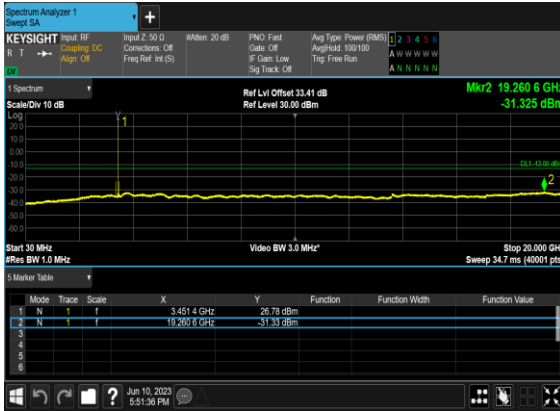 Spectrum Analyzer 1
Swept SA
+
KEYSIGHT
R T
LV
Input: RF
Coupling: DC
Align: Off
Input Z: 50 Ω
Corrections: Off
Freq Ref: Int (S)
#Atten: 20 dB
PNO: Fast
Gate: Off
IF Gain: Low
Sig Track: Off
Avg Type: Power (RMS)
Avg|Hold: 100/100
Trig: Free Run
1 2 3 4 5 6
A W W W W W
A N N N N N
1 Spectrum
Scale/Div 10 dB
Ref Lvl Offset 33.41 dB
Ref Level 30.00 dBm
Mkr2 19.260 6 GHz
-31.325 dBm
Log
20.0
10.0
0.00
-10.0
-20.0
-30.0
-40.0
-50.0
-60.0
1
DL1 -13.00 dBm
2
Start 30 MHz
#Res BW 1.0 MHz
Video BW 3.0 MHz*
Stop 20.000 GH
Sweep 34.7 ms (40001 pts
5 Marker Table
Mode Trace Scale X Y Function Function Width Function Value
1 N 1 f 3.451 4 GHz 26.78 dBm
2 N 1 f 19.260 6 GHz -31.33 dBm
3
4
5
6
?
Jun 10, 2023
5:51:36 PM